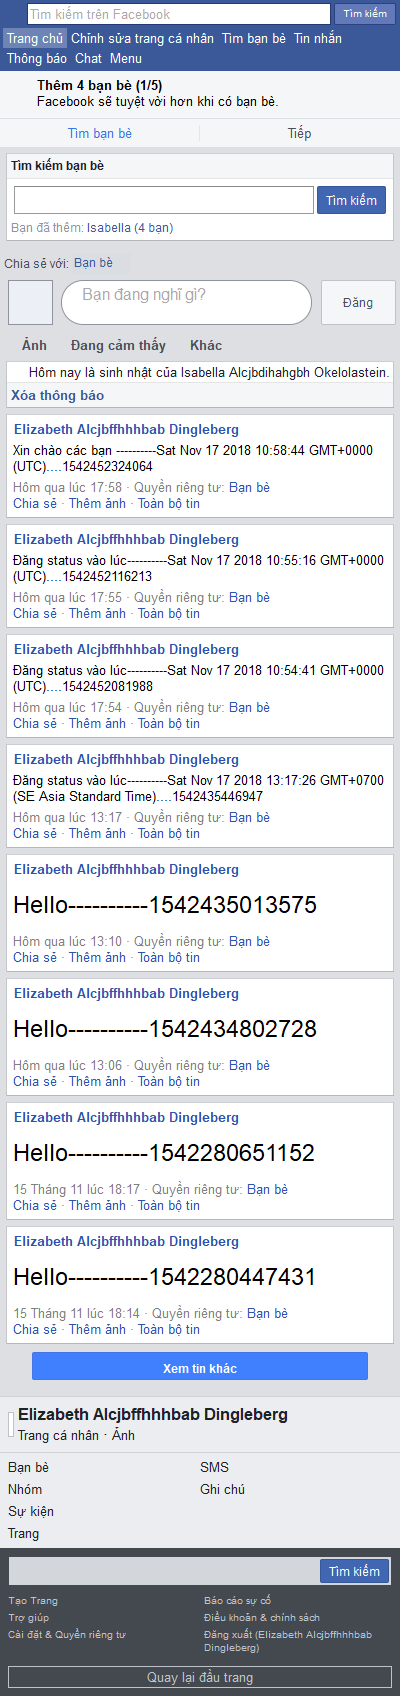 Tìm kiếm trên Facebook Tìm kiếm
Trang chủ Chỉnh sửa trang cá nhân Tìm bạn bè Tin nhắn
Thông báo Chat Menu
Thêm 4 bạn bè (1/5)
Facebook sẽ tuyệt vời hơn khi có bạn bè.
Tìm bạn bè Tiếp
Tìm kiếm bạn bè
Tìm kiếm
Bạn đã thêm: Isabella (4 bạn)
Chia sẻ với: Bạn bè
Bạn đang nghĩ gì? Đăng
Ảnh Đang cảm thấy Khác
Hôm nay là sinh nhật của Isabella Alcjbdihahgbh Okelolastein.
Xóa thông báo
Elizabeth Alcjbffhhhbab Dingleberg
Xin chào các bạn ----------Sat Nov 17 2018 10:58:44 GMT+0000
(UTC)....1542452324064
Hôm qua lúc 17:58 · Quyền riêng tư: Bạn bè
Chia sẻ · Thêm ảnh · Toàn bộ tin
Elizabeth Alcjbffhhhbab Dingleberg
Đăng status vào lúc----------Sat Nov 17 2018 10:55:16 GMT+0000
(UTC)....1542452116213
Hôm qua lúc 17:55 · Quyền riêng tư: Bạn bè
Chia sẻ · Thêm ảnh · Toàn bộ tin
Elizabeth Alcjbffhhhbab Dingleberg
Đăng status vào lúc----------Sat Nov 17 2018 10:54:41 GMT+0000
(UTC)....1542452081988
Hôm qua lúc 17:54 · Quyền riêng tư: Bạn bè
Chia sẻ · Thêm ảnh · Toàn bộ tin
Elizabeth Alcjbffhhhbab Dingleberg
Đăng status vào lúc----------Sat Nov 17 2018 13:17:26 GMT+0700
(SE Asia Standard Time)....1542435446947
Hôm qua lúc 13:17 · Quyền riêng tư: Bạn bè
Chia sẻ · Thêm ảnh · Toàn bộ tin
Elizabeth Alcjbffhhhbab Dingleberg
Hello----------1542435013575
Hôm qua lúc 13:10 · Quyền riêng tư: Bạn bè
Chia sẻ · Thêm ảnh · Toàn bộ tin
Elizabeth Alcjbffhhhbab Dingleberg
Hello----------1542434802728
Hôm qua lúc 13:06 · Quyền riêng tư: Bạn bè
Chia sẻ · Thêm ảnh · Toàn bộ tin
Elizabeth Alcjbffhhhbab Dingleberg
Hello----------1542280651152
15 Tháng 11 lúc 18:17 · Quyền riêng tư: Bạn bè
Chia sẻ · Thêm ảnh · Toàn bộ tin
Elizabeth Alcjbffhhhbab Dingleberg
Hello----------1542280447431
15 Tháng 11 lúc 18:14 · Quyền riêng tư: Bạn bè
Chia sẻ · Thêm ảnh · Toàn bộ tin
Xem tin khác
Elizabeth Alcjbffhhhbab Dingleberg
Trang cá nhân · Ảnh
Bạn bè SMS
Nhóm Ghi chú
Sự kiện
Trang
Tìm kiếm
Tạo Trang Báo cáo sự cố
Trợ giúp Điều khoản & chính sách
Cài đặt & Quyền riêng tư Đăng xuất (Elizabeth Alcjbffhhhbab
Dingleberg)
Quay lại đầu trang